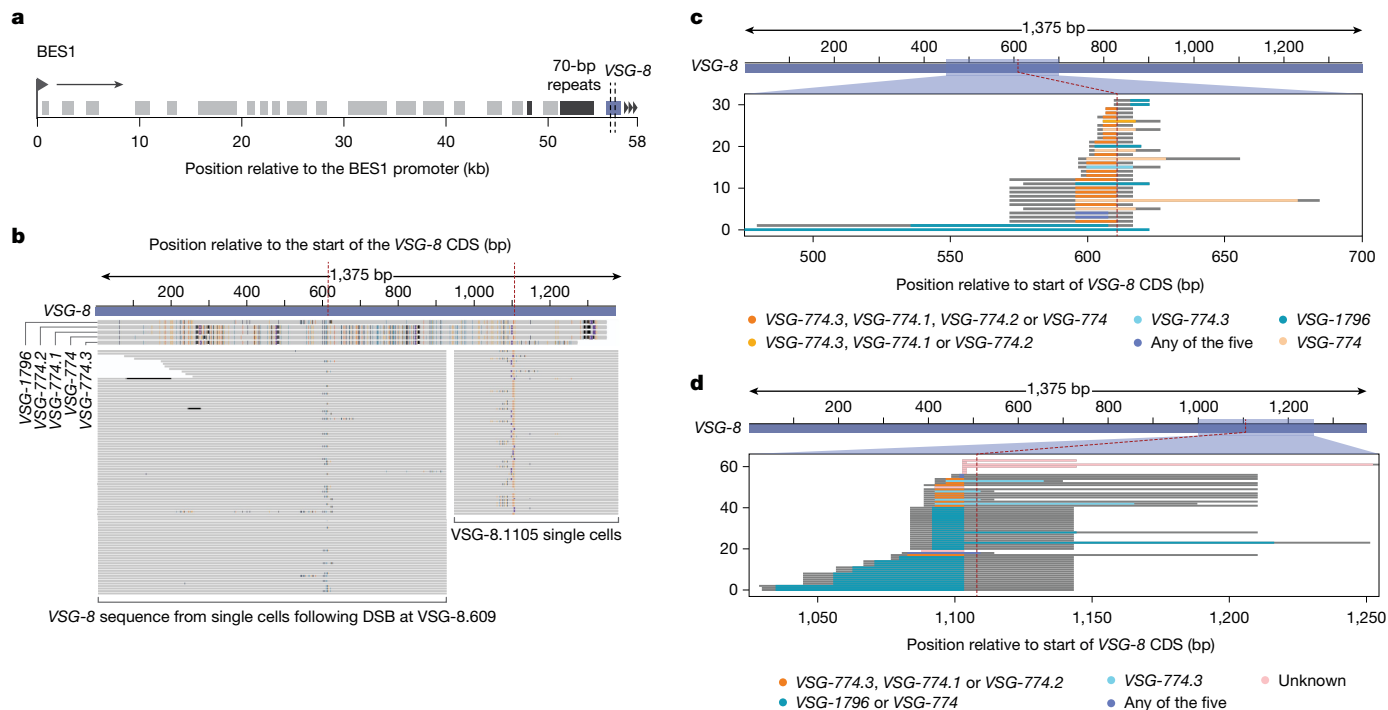 a
BES1
70-bp repeats
VSG-8
0 10 20 30 40 50 58
Position relative to the BES1 promoter (kb)
b
Position relative to the start of the VSG-8 CDS (bp)
1,375 bp
200 400 600 800 1,000 1,200
VSG-8
VSG-1796
VSG-774.2
VSG-774.1
VSG-774
VSG-774.3
VSG-8.1105 single cells
VSG-8 sequence from single cells following DSB at VSG-8.609
c
1,375 bp
200 400 600 800 1,000 1,200
VSG-8
30
20
10
0
500 550 600 650 700
Position relative to start of VSG-8 CDS (bp)
VSG-774.3, VSG-774.1, VSG-774.2 or VSG-774
VSG-774.3
VSG-1796
VSG-774.3, VSG-774.1 or VSG-774.2
Any of the five
VSG-774
d
1,375 bp
200 400 600 800 1,000 1,200
VSG-8
60
40
20
0
1,050 1,100 1,150 1,200 1,250
Position relative to start of VSG-8 CDS (bp)
VSG-774.3, VSG-774.1 or VSG-774.2
VSG-774.3
Unknown
VSG-1796 or VSG-774
Any of the five